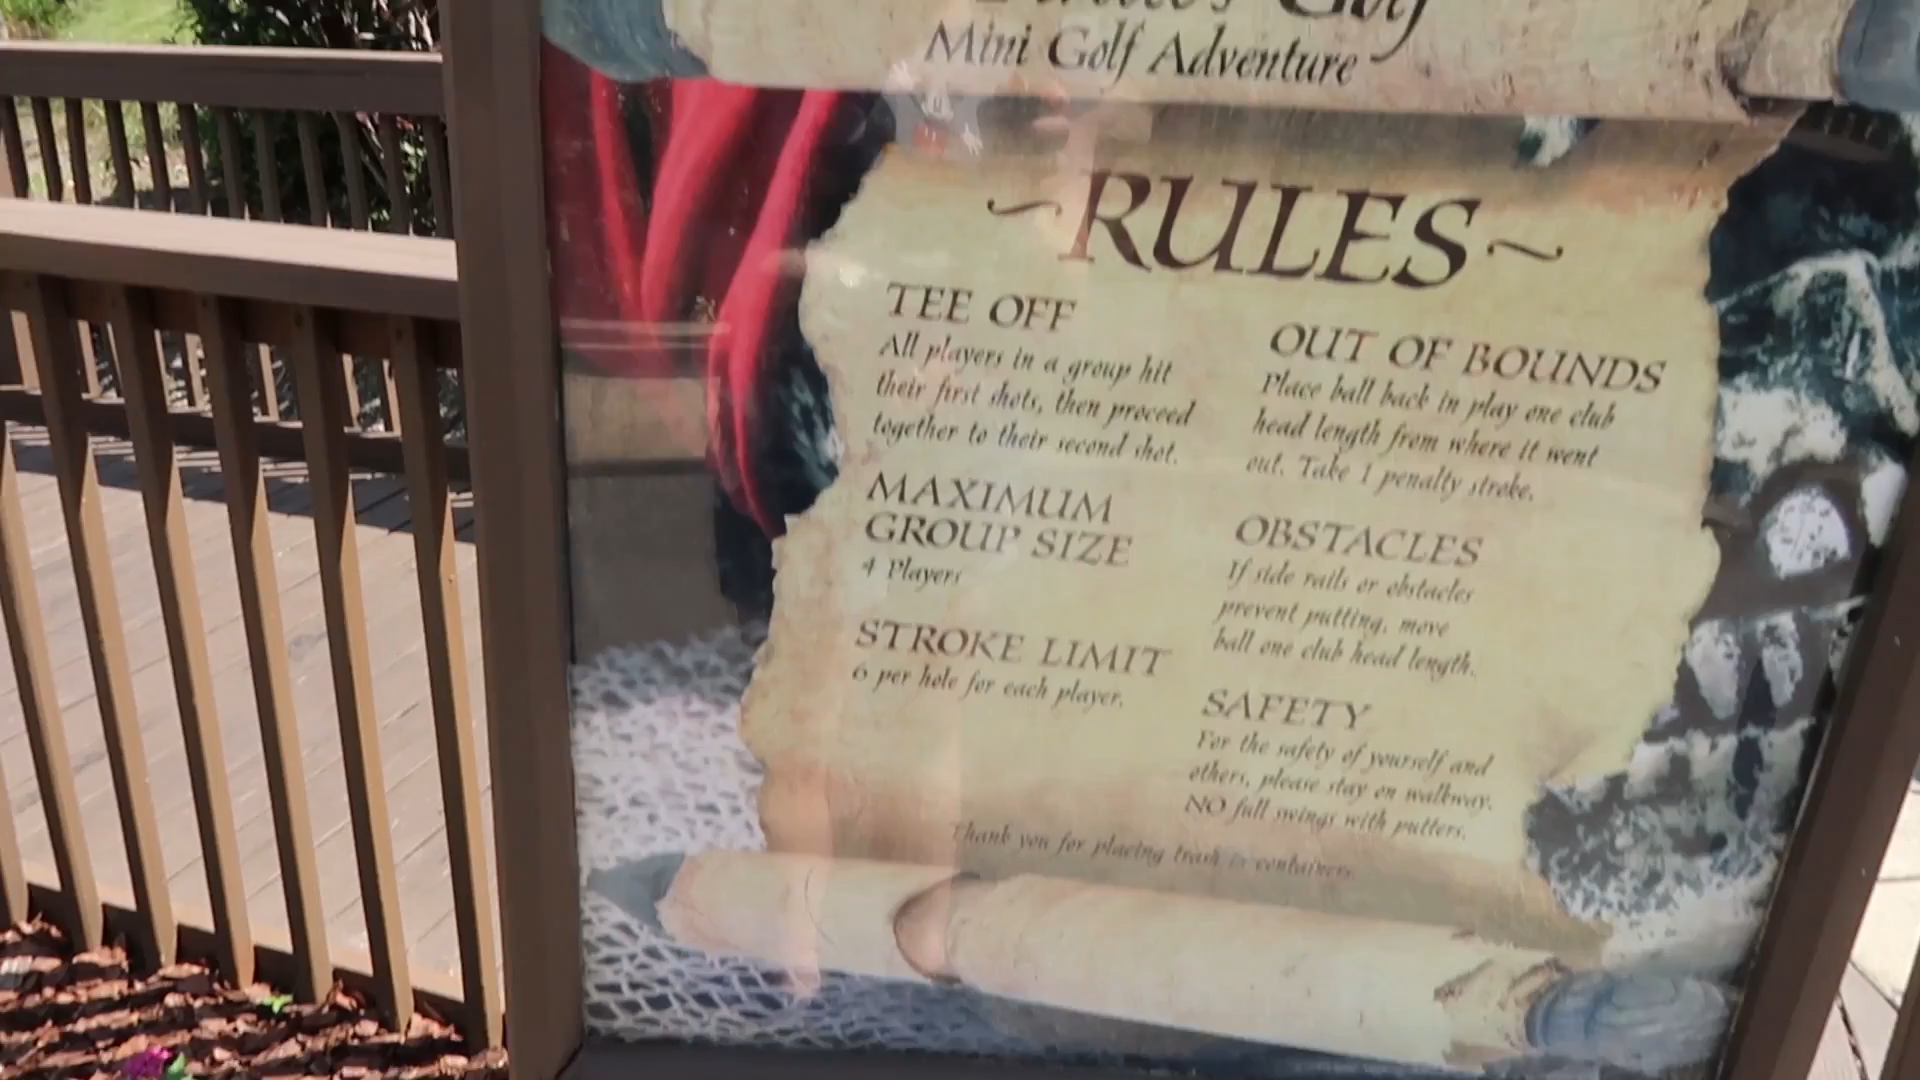 Golf
Mini Golf Adventure
~RULES~
TEE OFF
All players in a group hit
their first shots, then proceed
together to their second shot.
MAXIMUM
GROUP SIZE
4 Players
STROKE LIMIT
6 per hole for each player.
OUT OF BOUNDS
Place ball back in play one club
head length from where it went
out. Take 1 penalty stroke.
OBSTACLES
If side rails or obstacles
prevent putting, move
ball one club head length.
SAFETY
For the safety of yourself and
others, please stay on walkway.
NO full swings with putters.
Thank you for placing trash in containers.